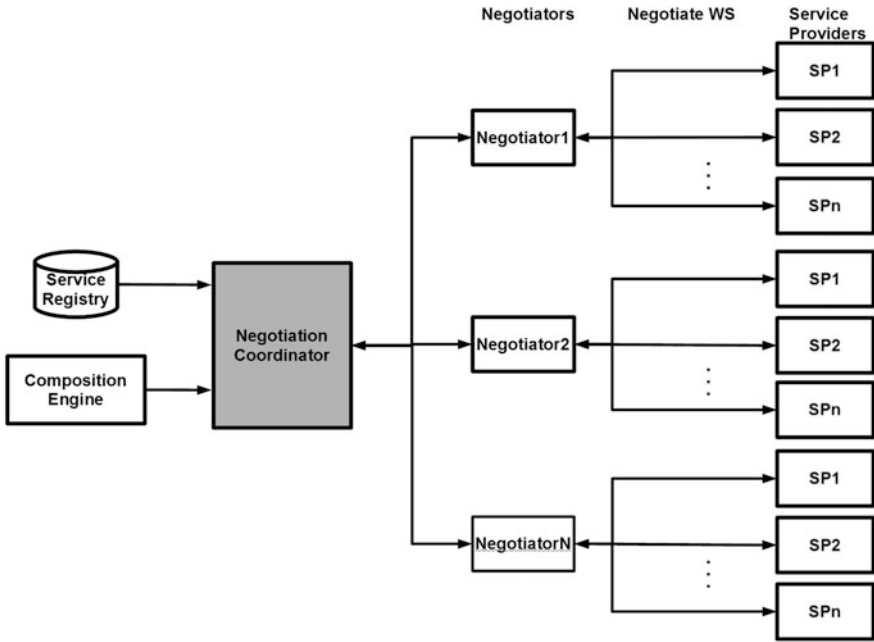 Negotiators
Negotiate WS
Service
Providers
SP1
Negotiator1
SP2
SPn
Service
Registry
Negotiation
Coordinator
Composition
Engine
SP1
Negotiator2
SP2
SPn
SP1
NegotiatorN
SP2
SPn